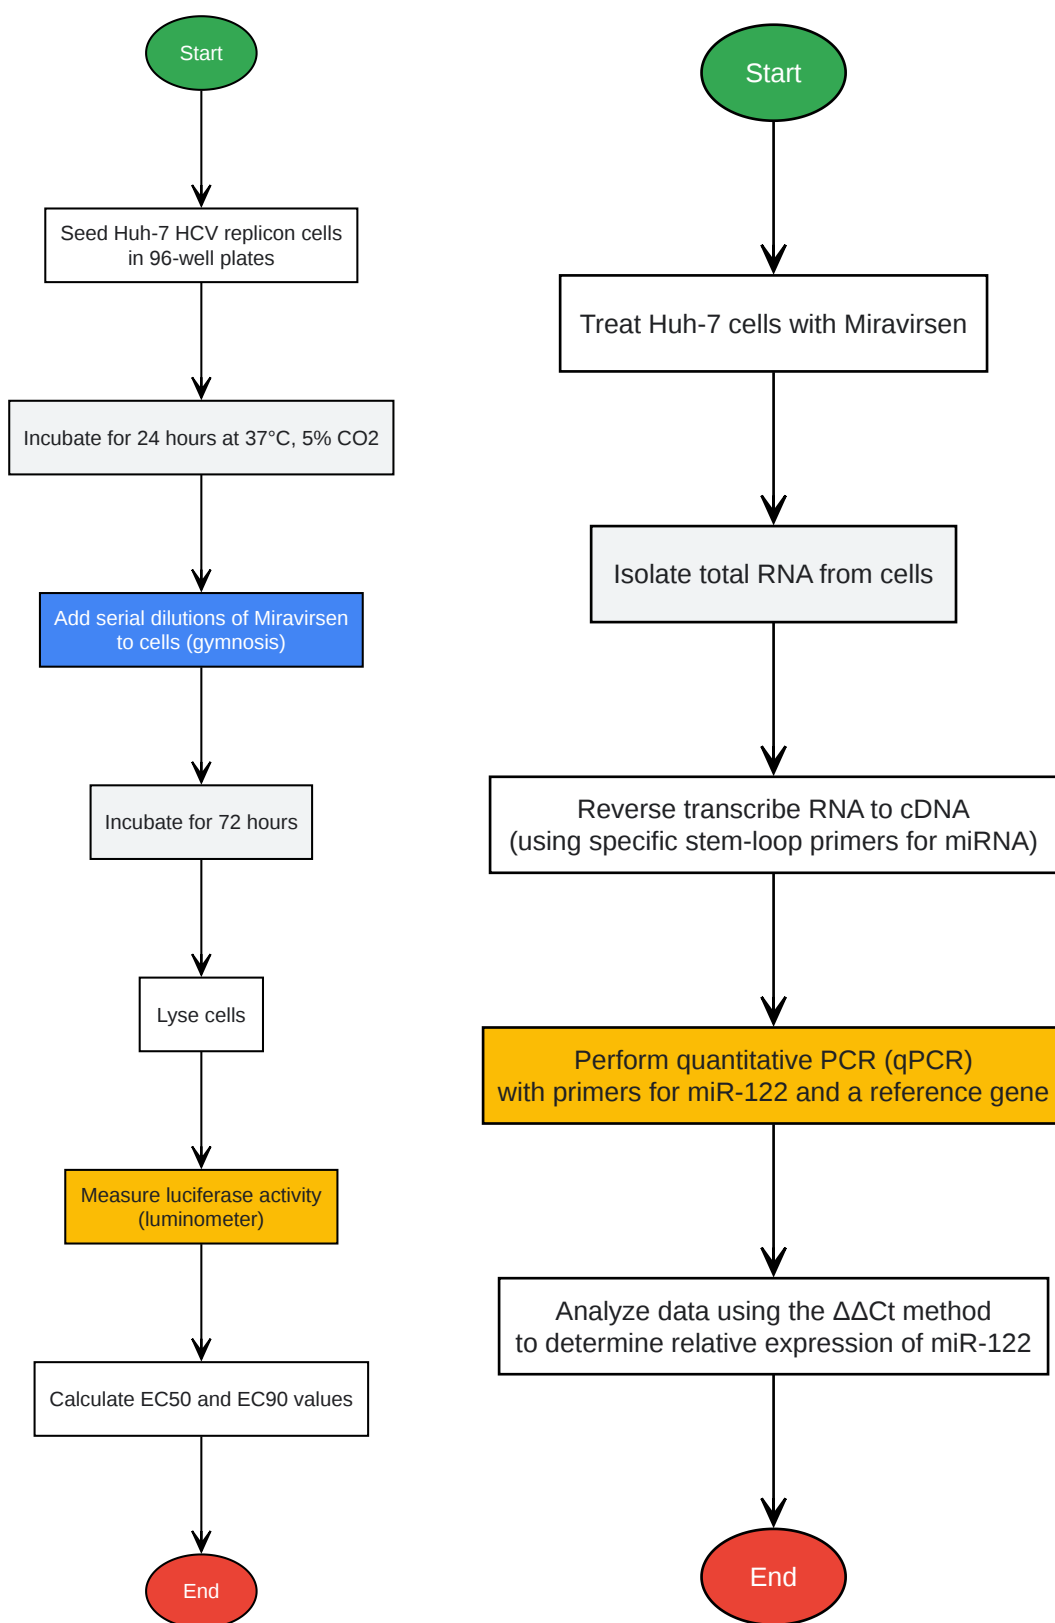 Start
Seed Huh-7 HCV replicon cells
in 96-well plates
Incubate for 24 hours at 37°C, 5% CO2
Add serial dilutions of Miravirsen
to cells (gymnosis)
Incubate for 72 hours
Lyse cells
Measure luciferase activity
(luminometer)
Calculate EC50 and EC90 values
End
Start
Treat Huh-7 cells with Miravirsen
Isolate total RNA from cells
Reverse transcribe RNA to cDNA
(using specific stem-loop primers for miRNA)
Perform quantitative PCR (qPCR)
with primers for miR-122 and a reference gene
Analyze data using the ΔΔCt method
to determine relative expression of miR-122
End